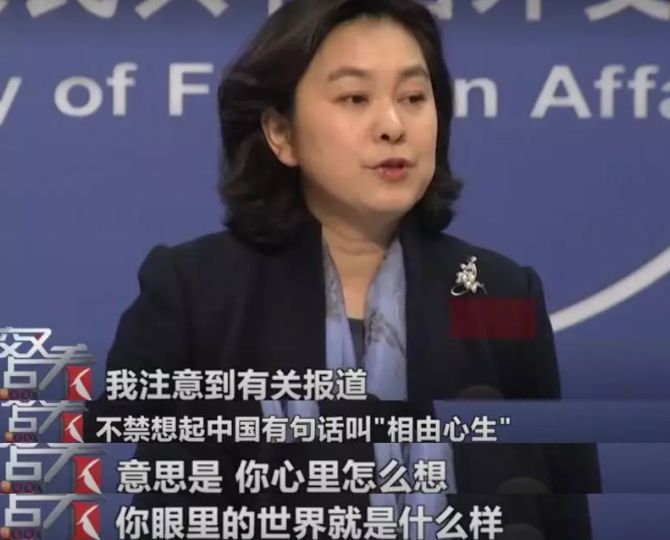 y of F n Affa
我注意到有关报道
不禁想起中国有句话叫"相由心生"
意思是 你心里怎么想
你眼里的世界就是什么样